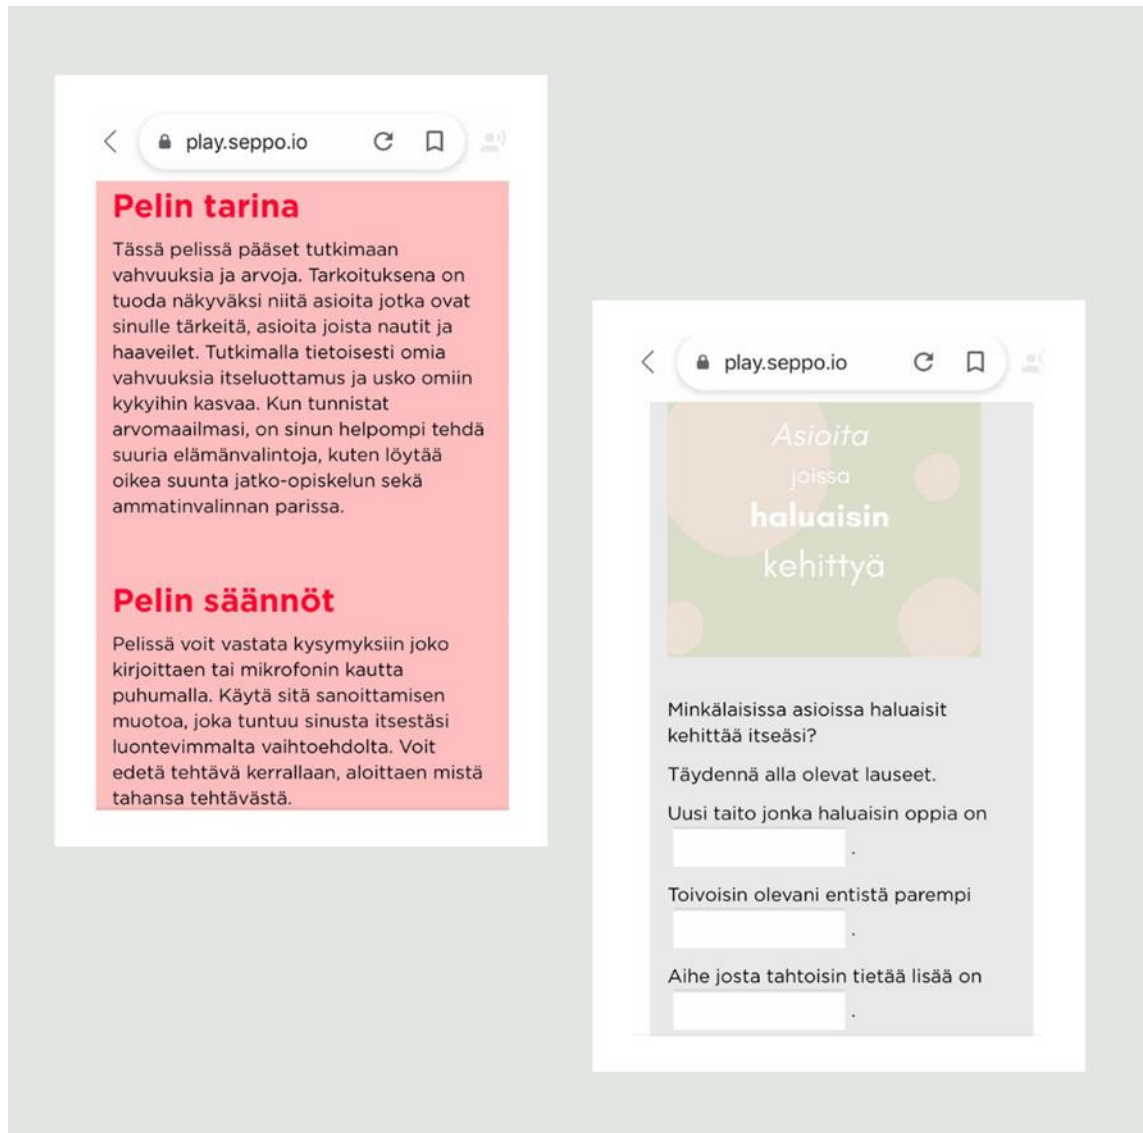 play.seppo.io
Pelin tarina
Tässä pelissä pääset tutkimaan
vahvuuksia ja arvoja. Tarkoituksena on
tuoda näkyväksi niitä asioita jotka ovat
sinulle tärkeitä, asioita joista nautit ja
haaveilet. Tutkimalla tietoisesti omia
vahvuuksia itseluottamus ja usko omiin
kykyihin kasvaa. Kun tunnistat
arvomaailmasi, on sinun helpompi tehdä
suuria elämänvalintoja, kuten löytää
oikea suunta jatko-opiskelun sekä
ammatinvalinnan parissa.
Pelin säännöt
Pelissä voit vastata kysymyksiin joko
kirjoittaen tai mikrofonin kautta
puhumalla. Käytä sitä sanoittamisen
muotoa, joka tuntuu sinusta itsestäsi
luontevimmalta vaihtoehdolta. Voit
edetä tehtävä kerrallaan, aloittaen mistä
tahansa tehtävästä.
play.seppo.io
Asioita
joissa
haluaisin
kehittyä
Minkälaisissa asioissa haluaisit
kehittää itseäsi?
Täydennä alla olevat lauseet.
Uusi taito jonka haluaisin oppia on
.
Toivoisin olevani entistä parempi
.
Aihe josta tahtoisin tietää lisää on
.